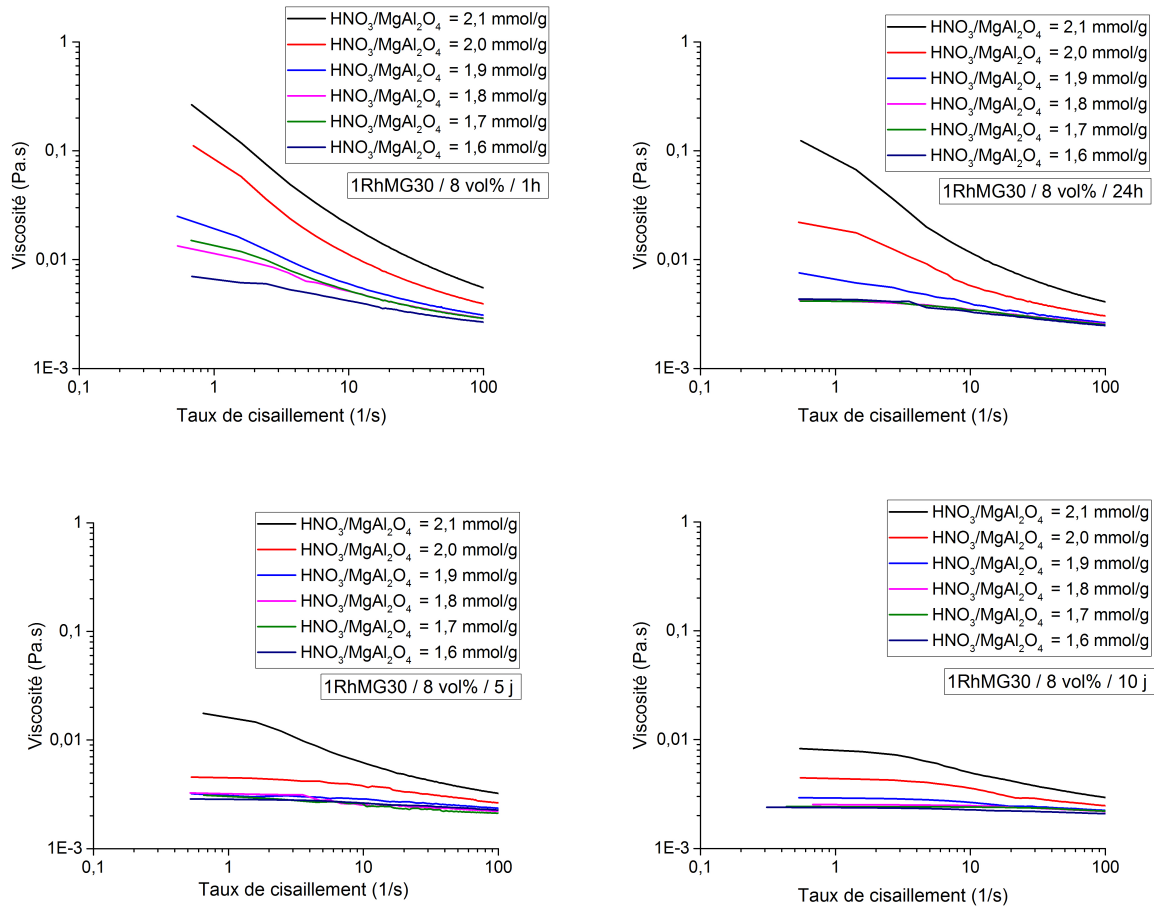 HNO₃/MgAl₂O₄ = 2,1 mmol/g
HNO₃/MgAl₂O₄ = 2,0 mmol/g
HNO₃/MgAl₂O₄ = 1,9 mmol/g
HNO₃/MgAl₂O₄ = 1,8 mmol/g
HNO₃/MgAl₂O₄ = 1,7 mmol/g
HNO₃/MgAl₂O₄ = 1,6 mmol/g
1RhMG30 / 8 vol% / 1h
Viscosité (Pa.s)
1
0,1
0,01
1E-3
0,1
1
10
100
Taux de cisaillement (1/s)
HNO₃/MgAl₂O₄ = 2,1 mmol/g
HNO₃/MgAl₂O₄ = 2,0 mmol/g
HNO₃/MgAl₂O₄ = 1,9 mmol/g
HNO₃/MgAl₂O₄ = 1,8 mmol/g
HNO₃/MgAl₂O₄ = 1,7 mmol/g
HNO₃/MgAl₂O₄ = 1,6 mmol/g
1RhMG30 / 8 vol% / 24h
Viscosité (Pa.s)
1
0,1
0,01
1E-3
0,1
1
10
100
Taux de cisaillement (1/s)
HNO₃/MgAl₂O₄ = 2,1 mmol/g
HNO₃/MgAl₂O₄ = 2,0 mmol/g
HNO₃/MgAl₂O₄ = 1,9 mmol/g
HNO₃/MgAl₂O₄ = 1,8 mmol/g
HNO₃/MgAl₂O₄ = 1,7 mmol/g
HNO₃/MgAl₂O₄ = 1,6 mmol/g
1RhMG30 / 8 vol% / 5 j
Viscosité (Pa.s)
1
0,1
0,01
1E-3
0,1
1
10
100
Taux de cisaillement (1/s)
HNO₃/MgAl₂O₄ = 2,1 mmol/g
HNO₃/MgAl₂O₄ = 2,0 mmol/g
HNO₃/MgAl₂O₄ = 1,9 mmol/g
HNO₃/MgAl₂O₄ = 1,8 mmol/g
HNO₃/MgAl₂O₄ = 1,7 mmol/g
HNO₃/MgAl₂O₄ = 1,6 mmol/g
1RhMG30 / 8 vol% / 10 j
Viscosité (Pa.s)
1
0,1
0,01
1E-3
0,1
1
10
100
Taux de cisaillement (1/s)